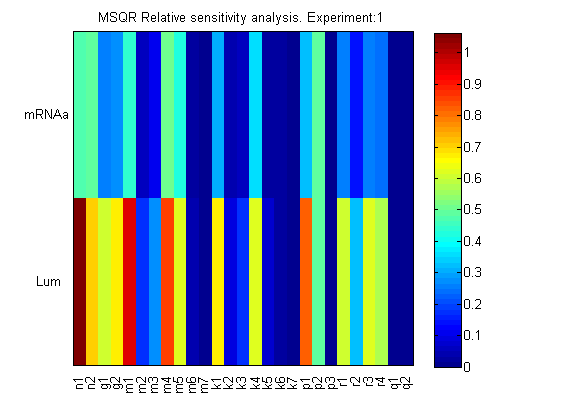 MSQR Relative sensitivity analysis. Experiment:1
mRNAa
Lum
n1 n2 g1 g2 m1 m2 m3 m4 m5 m6 m7 k1 k2 k3 k4 k5 k6 k7 p1 p2 p3 r1 r2 r3 r4 q1 q2
1
0.9
0.8
0.7
0.6
0.5
0.4
0.3
0.2
0.1
0